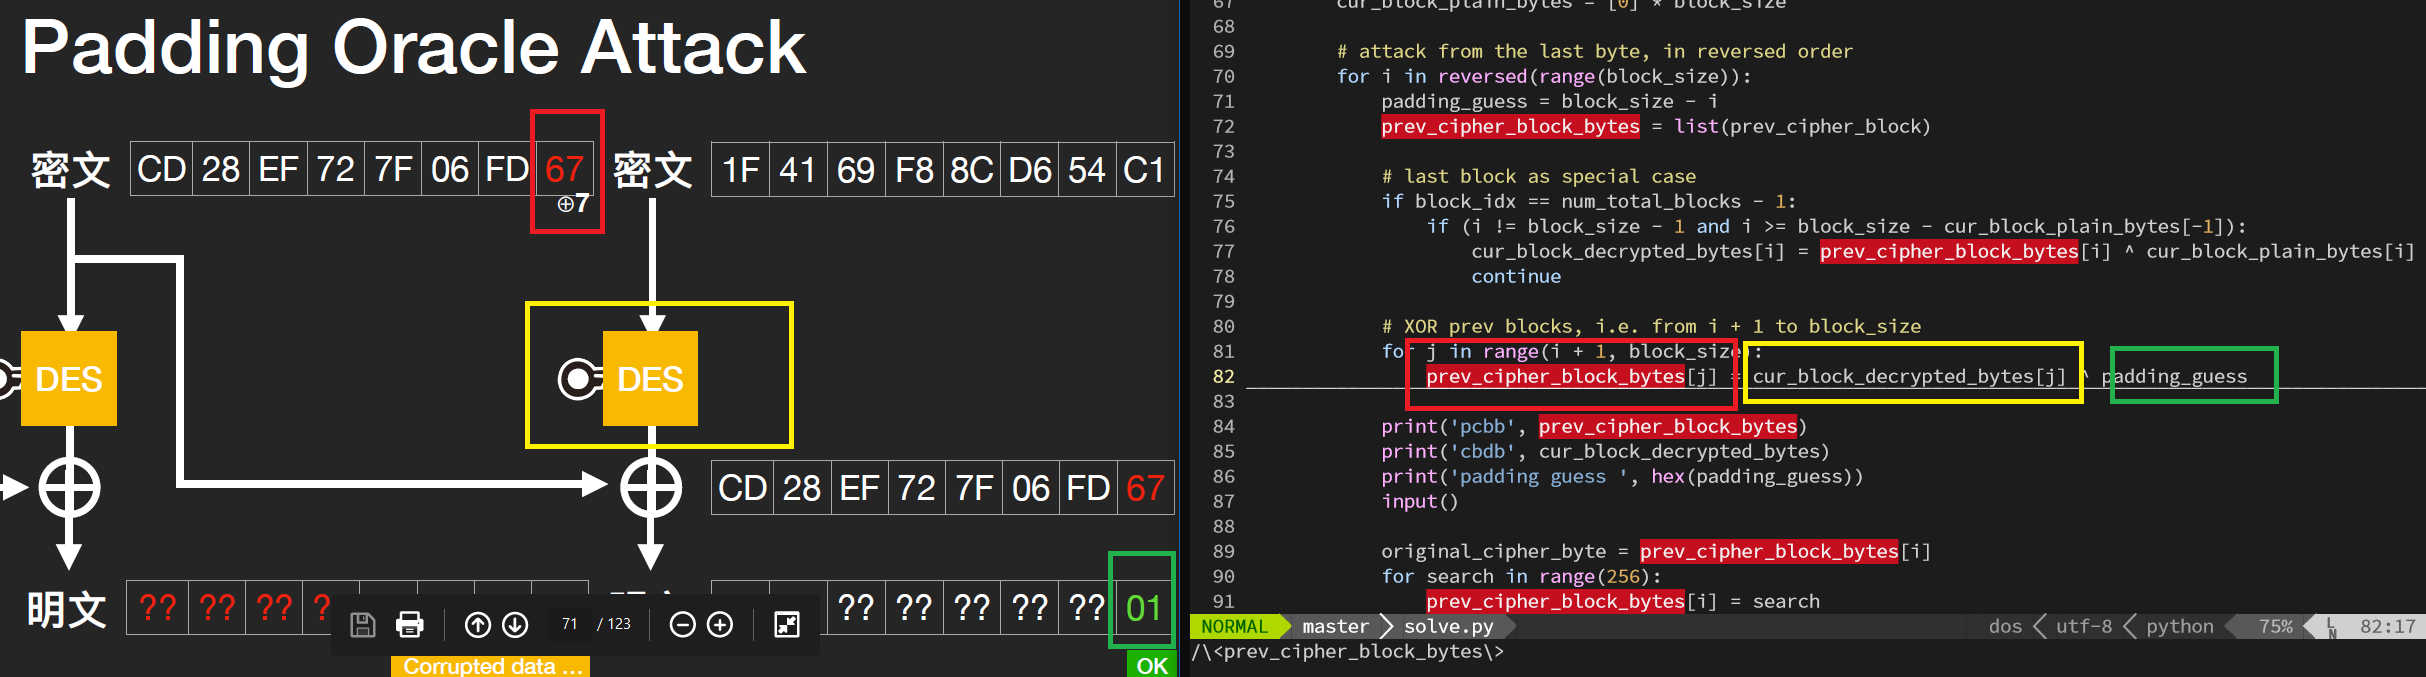 Padding Oracle Attack
密文 CD 28 EF 72 7F 06 FD 67 密文 1F 41 69 F8 8C D6 54 C1
⊕7
DES DES
CD 28 EF 72 7F 06 FD 67
明文 ?? ?? ?? ?? ?? ?? ?? ?? 01
71 / 123
Corrupted data ... OK
67 cur_block_plain_bytes = [0] * block_size
68
69 # attack from the last byte, in reversed order
70 for i in reversed(range(block_size)):
71 padding_guess = block_size - i
72 prev_cipher_block_bytes = list(prev_cipher_block)
73
74 # last block as special case
75 if block_idx == num_total_blocks - 1:
76 if (i != block_size - 1 and i >= block_size - cur_block_plain_bytes[-1]):
77 cur_block_decrypted_bytes[i] = prev_cipher_block_bytes[i] ^ cur_block_plain_bytes[i]
78 continue
79
80 # XOR prev blocks, i.e. from i + 1 to block_size
81 for j in range(i + 1, block_size):
82 prev_cipher_block_bytes[j] = cur_block_decrypted_bytes[j] ^ padding_guess
83
84 print('pcbb', prev_cipher_block_bytes)
85 print('cbdb', cur_block_decrypted_bytes)
86 print('padding guess ', hex(padding_guess))
87 input()
88
89 original_cipher_byte = prev_cipher_block_bytes[i]
90 for search in range(256):
91 prev_cipher_block_bytes[i] = search
NORMAL master solve.py dos utf-8 python 75% LN 82:17
/\<prev_cipher_block_bytes\>